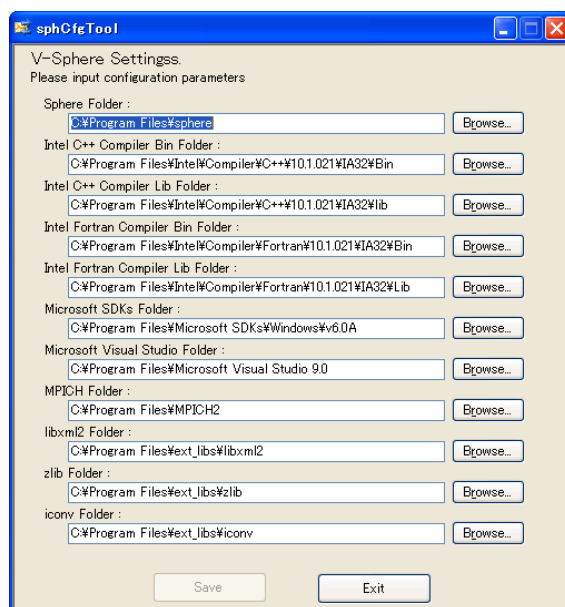 sphCfgTool
V-Sphere Settingss.
Please input configuration parameters
Sphere Folder :
C:¥Program Files¥sphere
Browse...
Intel C++ Compiler Bin Folder :
C:¥Program Files¥Intel¥Compiler¥C++¥10.1.021¥IA32¥Bin
Browse...
Intel C++ Compiler Lib Folder :
C:¥Program Files¥Intel¥Compiler¥C++¥10.1.021¥IA32¥lib
Browse...
Intel Fortran Compiler Bin Folder :
C:¥Program Files¥Intel¥Compiler¥Fortran¥10.1.021¥IA32¥Bin
Browse...
Intel Fortran Compiler Lib Folder :
C:¥Program Files¥Intel¥Compiler¥Fortran¥10.1.021¥IA32¥Lib
Browse...
Microsoft SDKs Folder :
C:¥Program Files¥Microsoft SDKs¥Windows¥v6.0A
Browse...
Microsoft Visual Studio Folder :
C:¥Program Files¥Microsoft Visual Studio 9.0
Browse...
MPICH Folder :
C:¥Program Files¥MPICH2
Browse...
libxml2 Folder :
C:¥Program Files¥ext_libs¥libxml2
Browse...
zlib Folder :
C:¥Program Files¥ext_libs¥zlib
Browse...
iconv Folder :
C:¥Program Files¥ext_libs¥iconv
Browse...
Save Exit